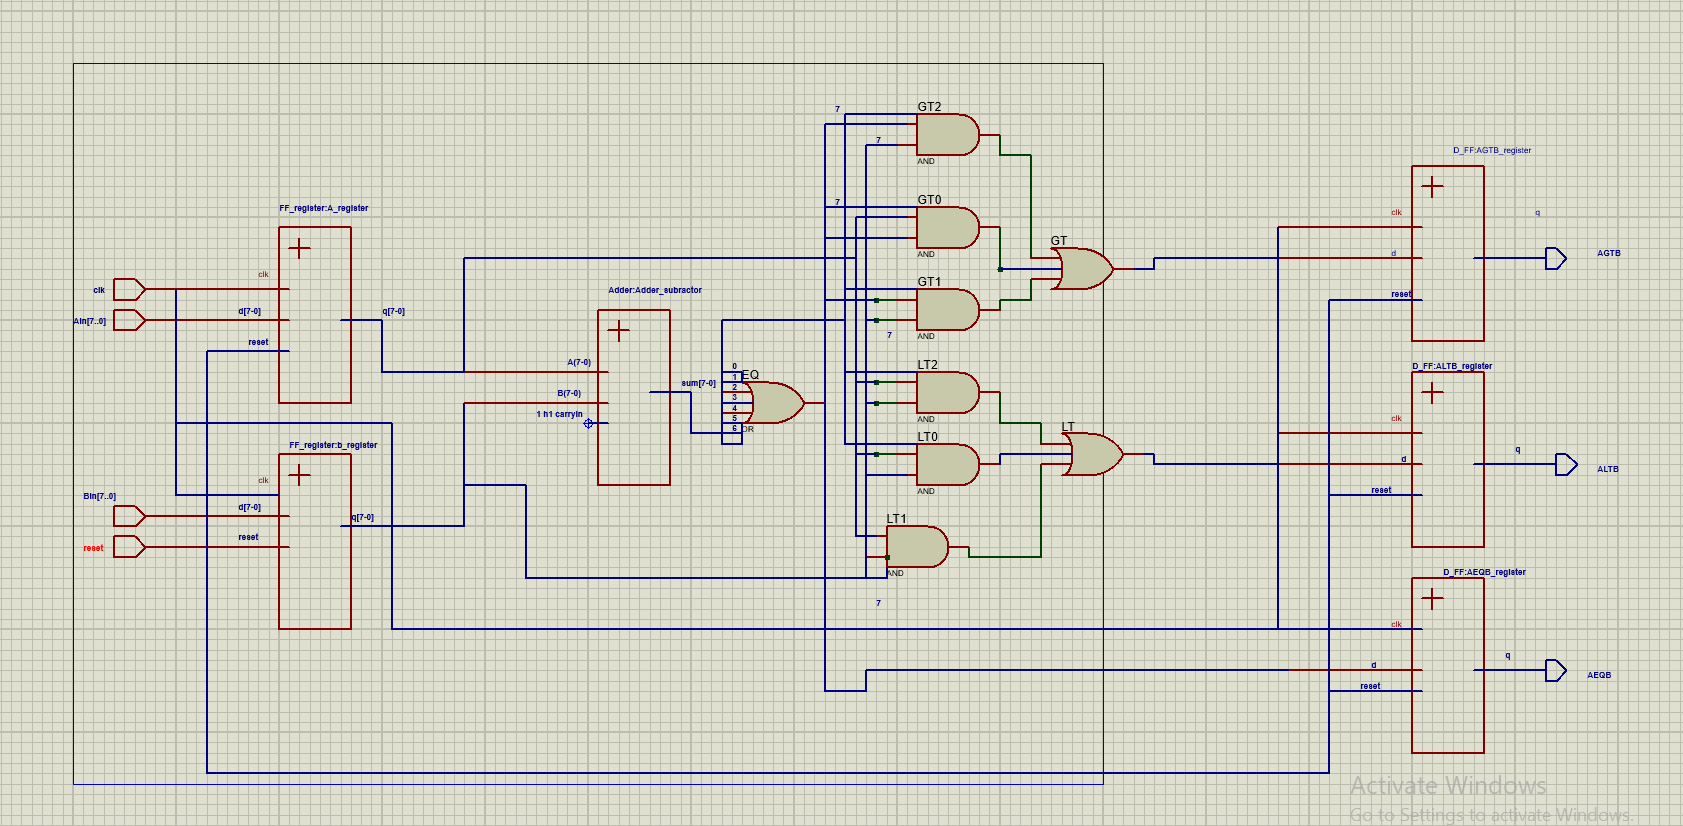 GT2
7
7
AND
D_FF:AGTB_register
GT0
7
AND
FF_register:A_register
clk
q
GT
d
AGTB
clk
clk
GT1
Adder:Adder_subractor
reset
d[7-0]
q[7-0]
AIn[7..0]
7
AND
reset
A(7-0)
LT2
D_FF:ALTB_register
0
1
2
3
4
5
6
EQ
OR
sum[7-0]
B(7-0)
1 h1 carryin
AND
clk
LT
LT0
FF_register:b_register
q
d
ALTB
clk
AND
reset
BIn[7..0]
d[7-0]
q[7-0]
LT1
reset
reset
AND
D_FF:AEQB_register
7
clk
q
d
AEQB
reset
Activate Windows
Go to Settings to activate Windows.